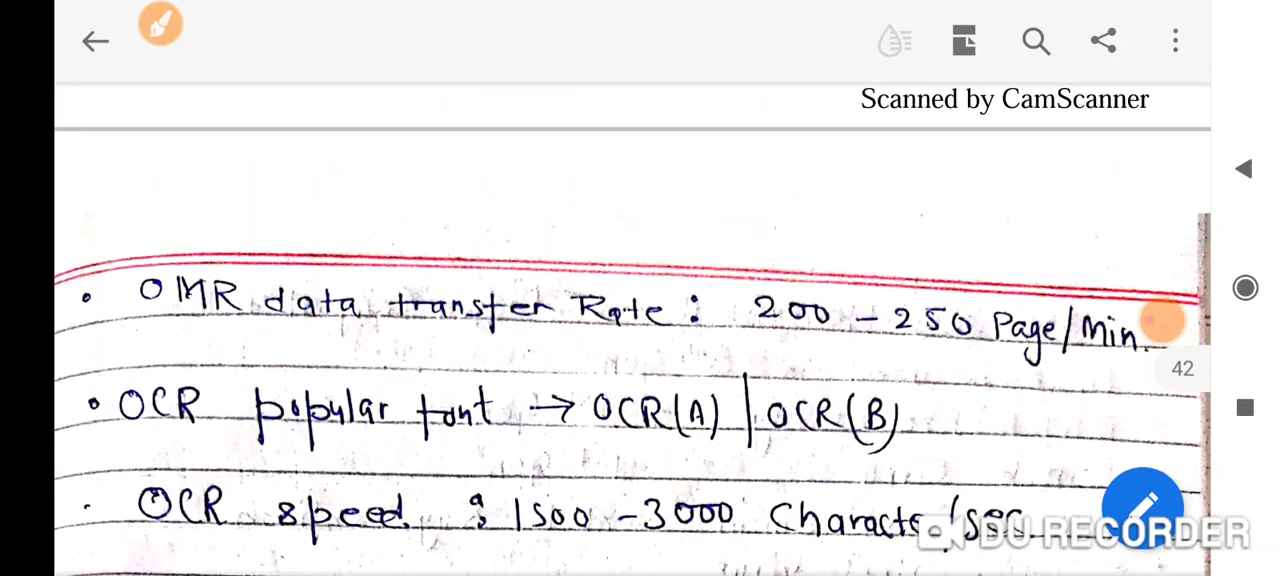 Scanned by CamScanner
• OMR data transfer Rate : 200 - 250 Page/Min.
42
• OCR popular font → OCR(A) | OCR(B)
· OCR speed : 1500 - 3000 Characte/sec
DU RECORDER